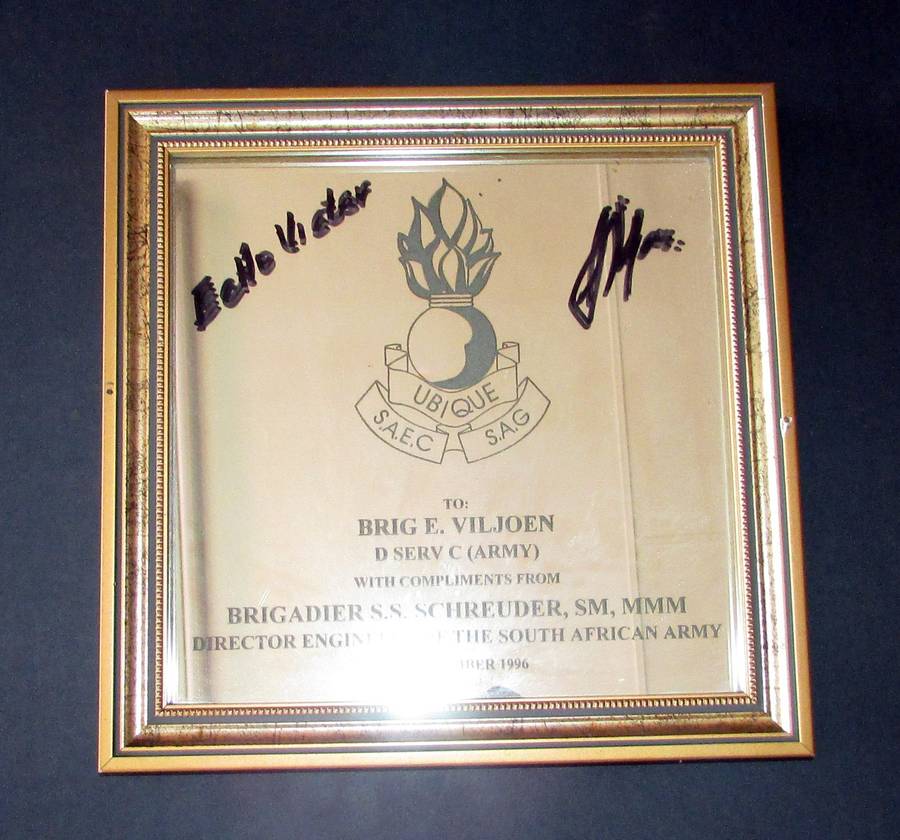 Echo Victor
UBIQUE
S.A.E.C S.A.G
TO:
BRIG E. VILJOEN
D SERV C (ARMY)
WITH COMPLIMENTS FROM
BRIGADIER S.S. SCHREUDER, SM, MMM
DIRECTOR THE SOUTH AFRICAN ARMY
1996